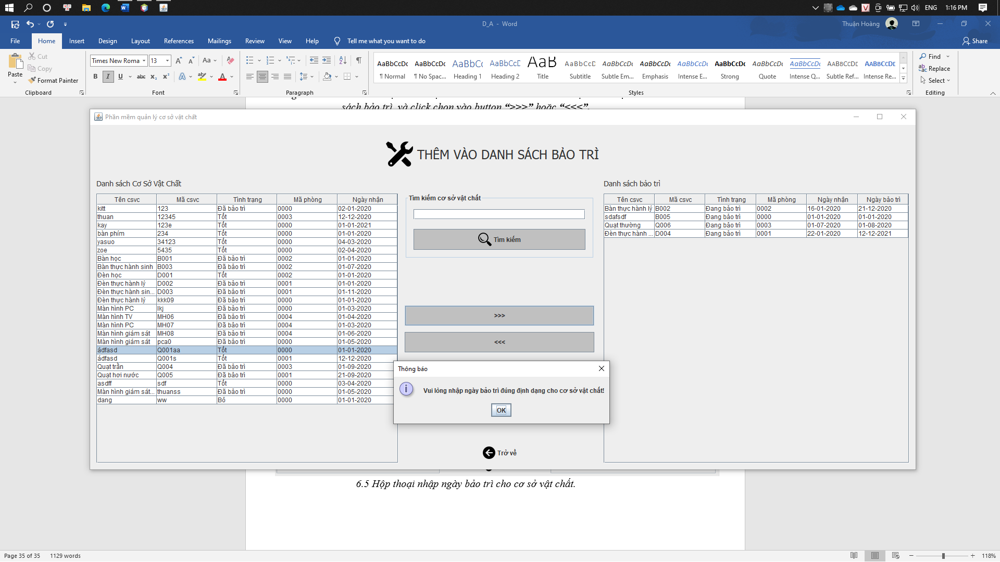 ENG 1:16 PM
D_A - Word
Thuận Hoàng
File Home Insert Design Layout References Mailings Review View Help Tell me what you want to do Share
Paste
Cut
Copy
Format Painter
Clipboard
Times New Roma 13
Font
Paragraph
AaBbCcDc AaBbCcDc AaBbCc AaBbCcD AaB AaBbCcD AaBbCcDc AaBbCcDc AaBbCcDc AaBbCcDc AaBbCcDc AaBbCcDc AaBbCcDc AaBbCcDc
¶ Normal ¶ No Spac... Heading 1 Heading 2 Title Subtitle Subtle Em... Emphasis Intense E... Strong Quote Intense Q... Subtle Ref... Intense Re...
Styles
Find
Replace
Select
Editing
sách bảo trì và click chọn vào button “>>>” hoặc “<<<”.
Phần mềm quản lý cơ sở vật chất
THÊM VÀO DANH SÁCH BẢO TRÌ
Danh sách Cơ Sở Vật Chất
Tên csvc Mã csvc Tình trạng Mã phòng Ngày nhận
kitt 123 Đã bảo trì 0000 02-01-2020
thuan 12345 Tốt 0003 12-12-2020
kay 123e Tốt 0000 01-01-2021
bàn phím 234 Tốt 0000 01-01-2020
yasuo 34123 Tốt 0000 04-03-2020
zoe 5435 Tốt 0000 02-04-2020
Bàn học B001 Đã bảo trì 0002 01-01-2020
Bàn thực hành sinh B003 Đã bảo trì 0002 01-07-2020
Đèn học D001 Tốt 0002 01-01-2020
Đèn thực hành lý D002 Đã bảo trì 0001 01-01-2020
Đèn thực hành sin... D003 Đã bảo trì 0001 01-11-2020
Đèn thực hành lý kkk09 Đã bảo trì 0000 01-01-2020
Màn hình PC lkj Đã bảo trì 0000 01-03-2020
Màn hình TV MH06 Đã bảo trì 0004 01-04-2020
Màn hình PC MH07 Đã bảo trì 0004 01-03-2020
Màn hình giám sát MH08 Đã bảo trì 0004 01-06-2020
Màn hình giám sát pca0 Đã bảo trì 0000 01-05-2020
ádfasd Q001aa Tốt 0000 01-01-2020
ádfasd Q001s Tốt 0001 12-12-2020
Quạt trần Q004 Đã bảo trì 0003 01-09-2020
Quạt hơi nước Q005 Đã bảo trì 0001 21-09-2020
asdff sdf Tốt 0000 03-04-2020
Màn hình giám sát... thuanss Đã bảo trì 0000 01-05-2020
dang ww Bỏ 0000 01-01-2020
Tìm kiếm cơ sở vật chất
Tìm kiếm
>>>
<<<
Danh sách bảo trì
Tên csvc Mã csvc Tình trạng Mã phòng Ngày nhận Ngày bảo trì
Bàn thực hành lý B002 Đang bảo trì 0002 16-01-2020 21-12-2020
sdafsdf B005 Đang bảo trì 0000 01-01-2020 01-01-2020
Quạt thường Q006 Đang bảo trì 0003 01-07-2020 01-08-2020
Đèn thực hành ... D004 Đang bảo trì 0001 22-01-2020 12-12-2021
Thông báo
Vui lòng nhập ngày bảo trì đúng định dạng cho cơ sở vật chất!
OK
Trở về
6.5 Hộp thoại nhập ngày bảo trì cho cơ sở vật chất.
Page 35 of 35 1129 words
118%